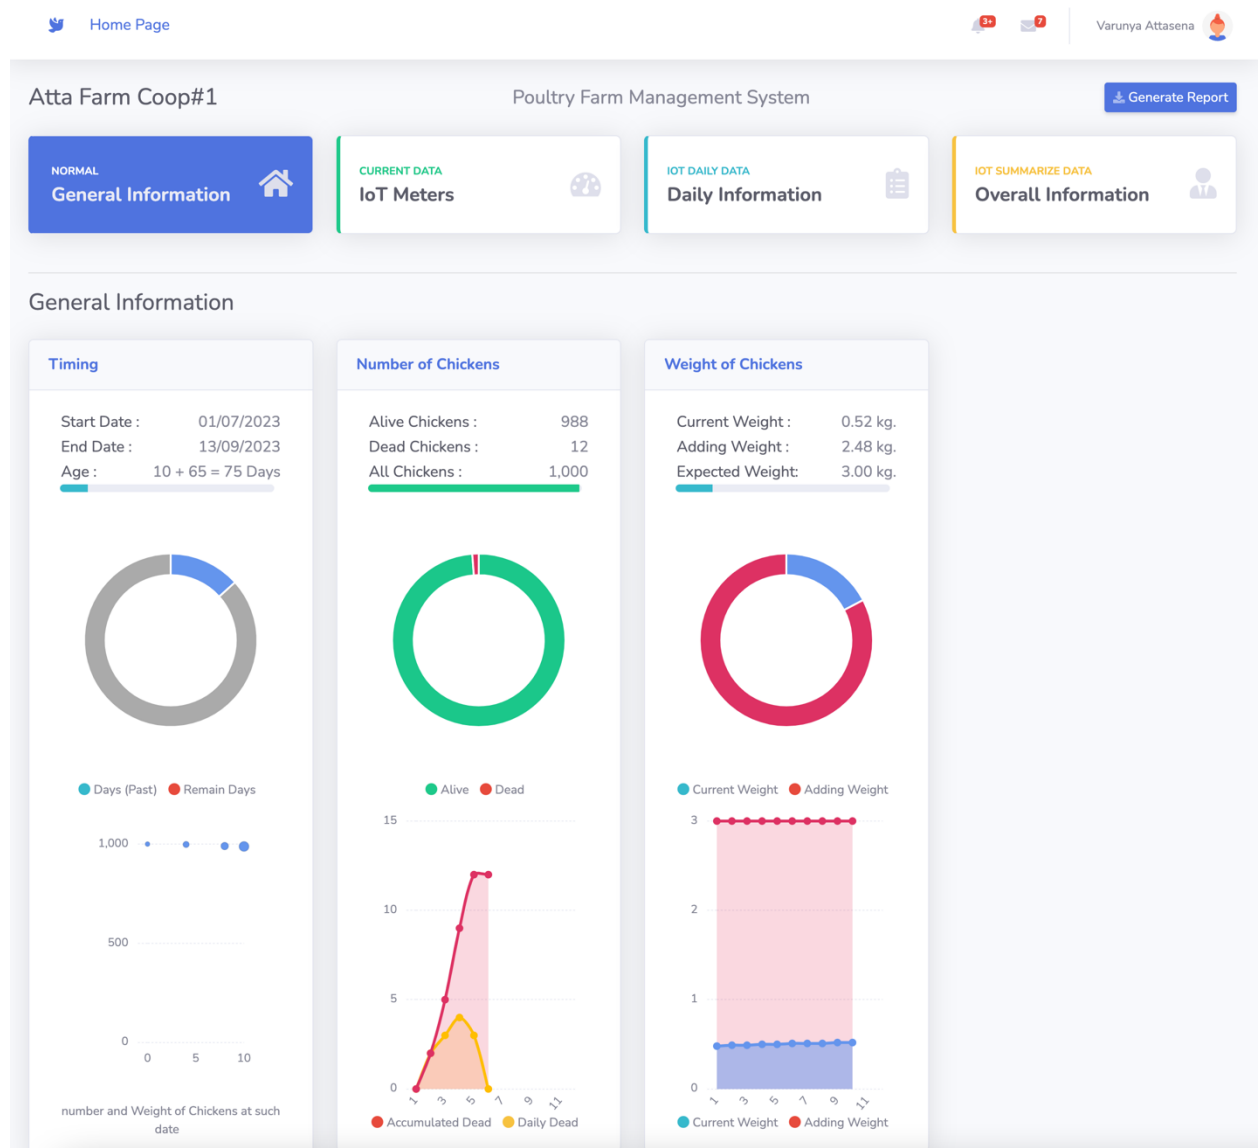 Home Page
3+
7
Varunya Attasena
Atta Farm Coop#1
Poultry Farm Management System
Generate Report
NORMAL
General Information
CURRENT DATA
IoT Meters
IOT DAILY DATA
Daily Information
IOT SUMMARIZE DATA
Overall Information
General Information
Timing
Start Date : 01/07/2023
End Date : 13/09/2023
Age : 10 + 65 = 75 Days
Days (Past) Remain Days
1,000
500
0
0 5 10
number and Weight of Chickens at such
date
Number of Chickens
Alive Chickens : 988
Dead Chickens : 12
All Chickens : 1,000
Alive Dead
15
10
5
0
1 3 5 7 9 11
Accumulated Dead Daily Dead
Weight of Chickens
Current Weight : 0.52 kg.
Adding Weight : 2.48 kg.
Expected Weight: 3.00 kg.
Current Weight Adding Weight
3
2
1
0
1 3 5 7 9 11
Current Weight Adding Weight